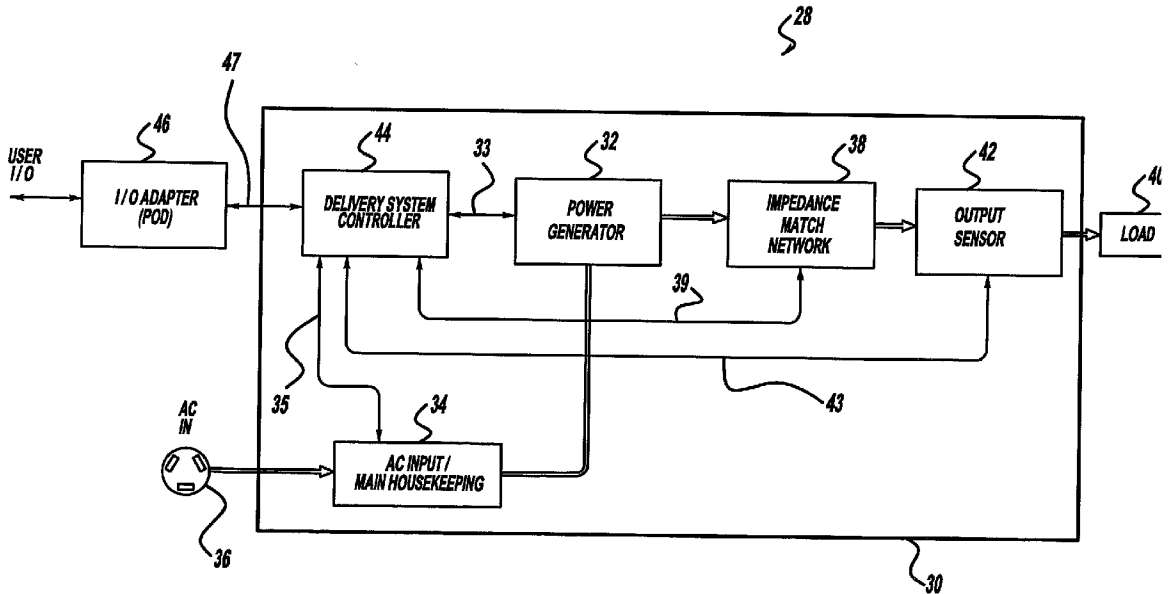 28
47
46
44
33
32
38
42
40
USER
I/O
I/O ADAPTER
(POD)
DELIVERY SYSTEM
CONTROLLER
POWER
GENERATOR
IMPEDANCE
MATCH
NETWORK
OUTPUT
SENSOR
LOAD
39
35
43
34
AC
IN
AC INPUT /
MAIN HOUSEKEEPING
36
30